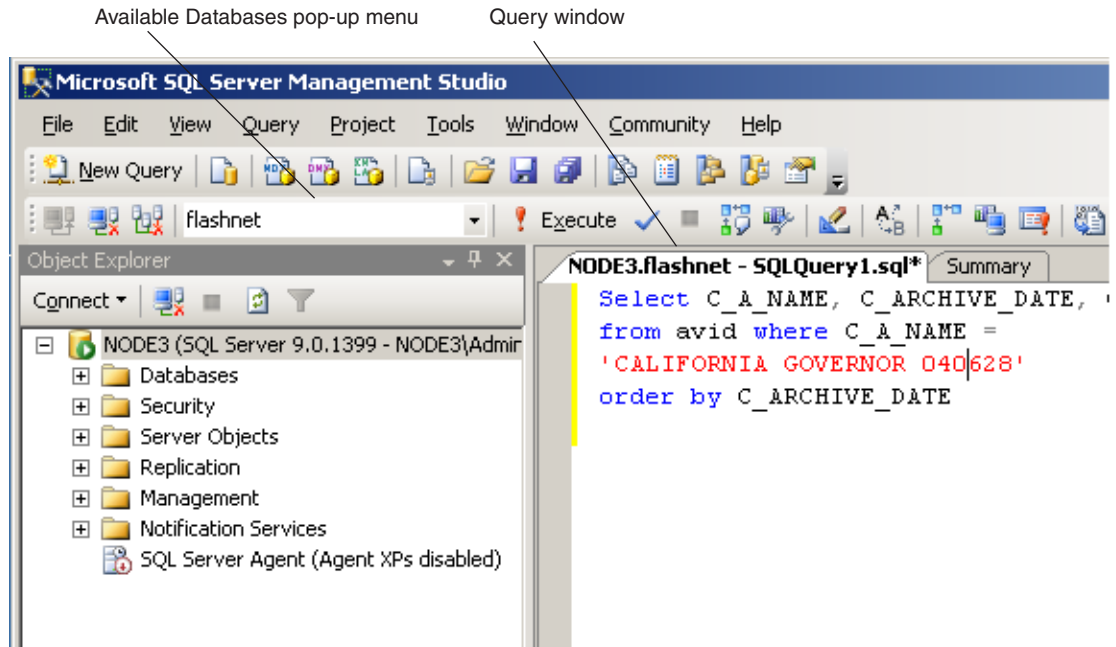 Available Databases pop-up menu Query window
Microsoft SQL Server Management Studio
File Edit View Query Project Tools Window Community Help
New Query
flashnet Execute
Object Explorer
NODE3.flashnet - SQLQuery1.sql* Summary
Connect
Select C_A_NAME, C_ARCHIVE_DATE, '
NODE3 (SQL Server 9.0.1399 - NODE3\Admir
from avid where C_A_NAME =
Databases
'CALIFORNIA GOVERNOR 040628'
Security
order by C_ARCHIVE_DATE
Server Objects
Replication
Management
Notification Services
SQL Server Agent (Agent XPs disabled)